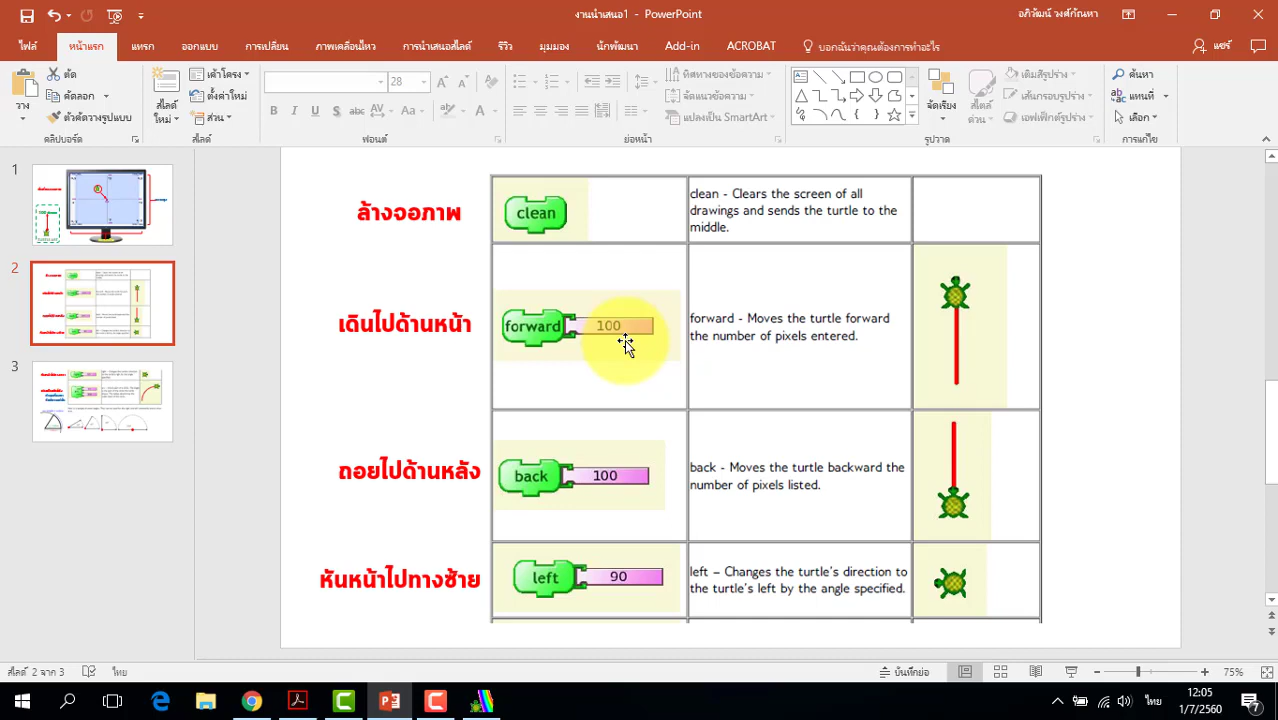 งานนำเสนอ1 - PowerPoint
อภิวัฒน์ วงศ์กัณหา
ไฟล์ หน้าแรก แทรก ออกแบบ การเปลี่ยน ภาพเคลื่อนไหว การนำเสนอสไลด์ รีวิว มุมมอง นักพัฒนา Add-in ACROBAT บอกฉันว่าคุณต้องการทำอะไร แชร์
วาง
ตัด
คัดลอก
ตัวคัดวางรูปแบบ
คลิปบอร์ด
สไลด์ใหม่
เค้าโครง
ตั้งค่าใหม่
ส่วน
สไลด์
28
B I U S abc AV Aa A
ฟอนต์
ทิศทางของข้อความ
จัดแนวข้อความ
แปลงเป็น SmartArt
ย่อหน้า
จัดเรียง
สไตล์ด่วน
เติมสีรูปร่าง
เส้นกรอบรูปร่าง
เอฟเฟ็กต์รูปร่าง
รูปวาด
ค้นหา
แทนที่
เลือก
การแก้ไข
1
2
3
ล้างจอภาพ
clean
clean - Clears the screen of all
drawings and sends the turtle to the
middle.
เดินไปด้านหน้า
forward 100
forward - Moves the turtle forward
the number of pixels entered.
ถอยไปด้านหลัง
back 100
back - Moves the turtle backward the
number of pixels listed.
หันหน้าไปทางซ้าย
left 90
left – Changes the turtle's direction to
the turtle's left by the angle specified.
สไลด์ 2 จาก 3 ไทย บันทึกย่อ 75%
ไทย
12:05
1/7/2560
7